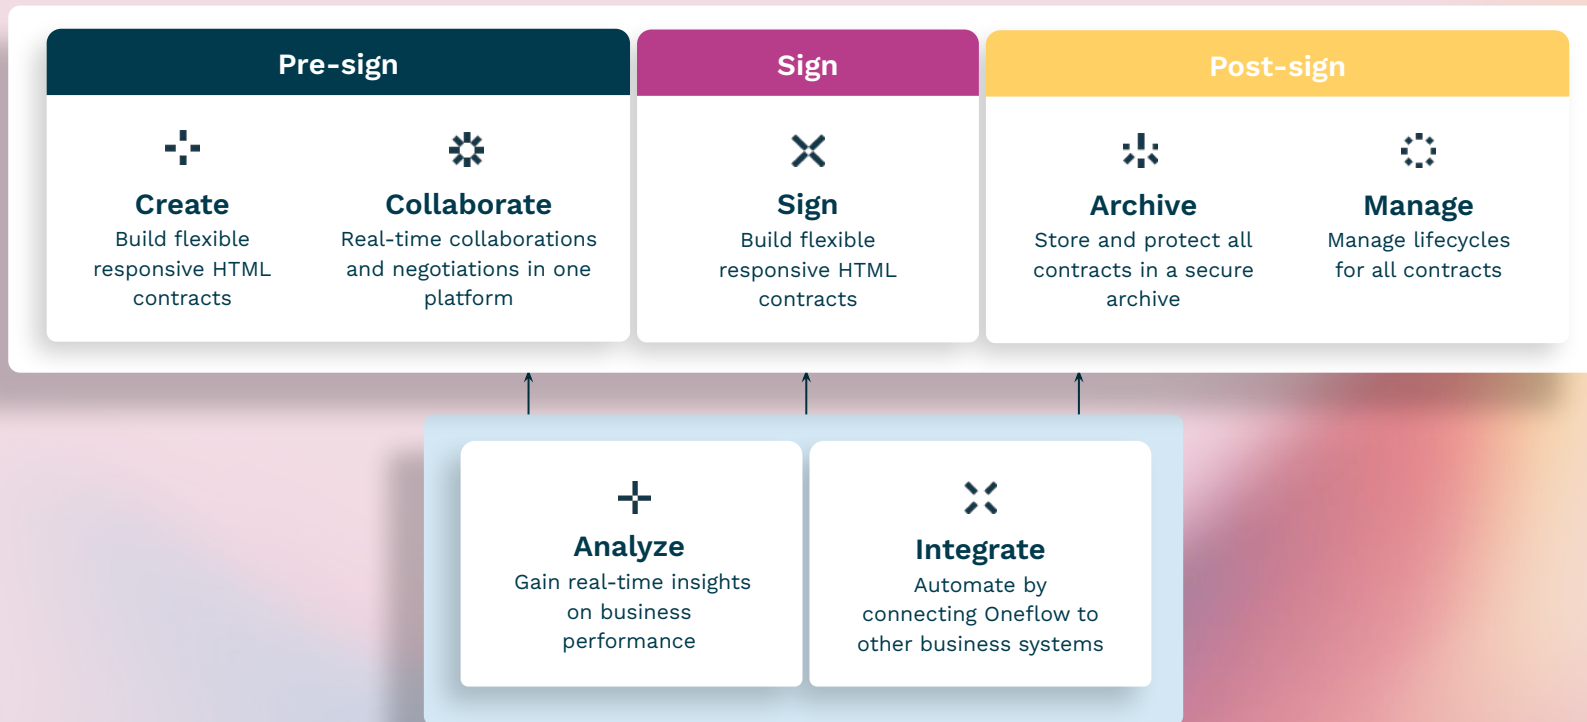 Pre-sign
Create
Build flexible
responsive HTML
contracts
Collaborate
Real-time collaborations
and negotiations in one
platform
Sign
Sign
Build flexible
responsive HTML
contracts
Post-sign
Archive
Store and protect all
contracts in a secure
archive
Manage
Manage lifecycles
for all contracts
Analyze
Gain real-time insights
on business
performance
Integrate
Automate by
connecting Oneflow to
other business systems